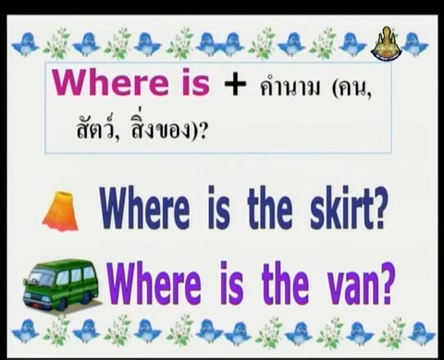 Where is + คำนาม (คน,
สัตว์, สิ่งของ)?
Where is the skirt?
Where is the van?